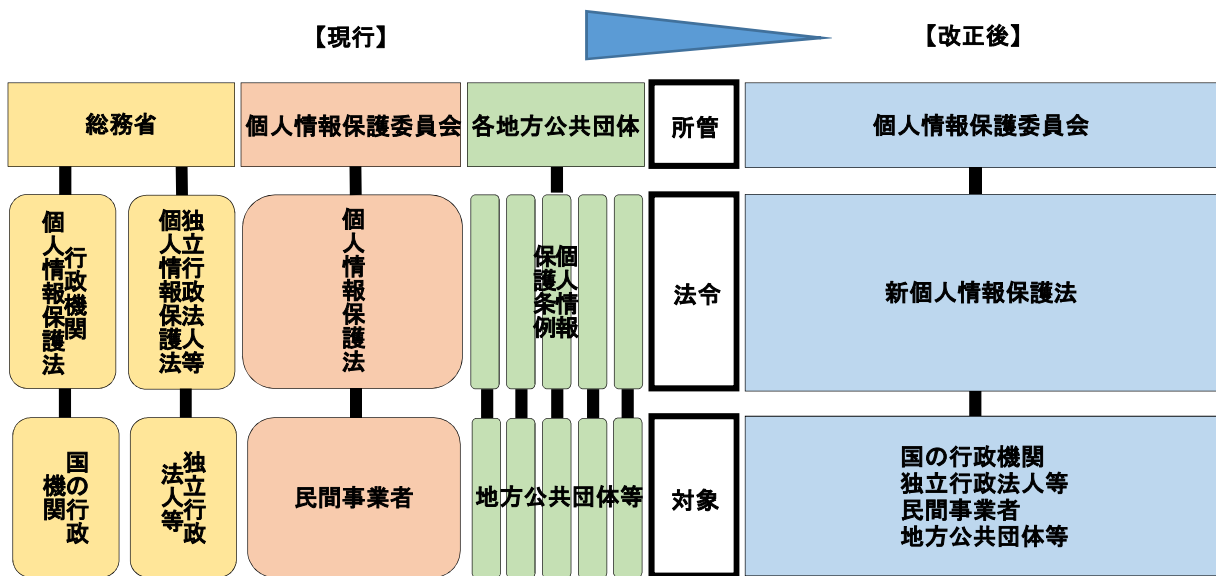 【現行】
【改正後】
総務省
個人情報保護委員会
各地方公共団体
所管
個人情報保護委員会
行政機関
個人情報保護法
独立行政法人等
個人情報保護法
個人情報保護法
個人情報
保護条例
法令
新個人情報保護法
国の行政
機関
独立行政
法人等
民間事業者
地方公共団体等
対象
国の行政機関
独立行政法人等
民間事業者
地方公共団体等